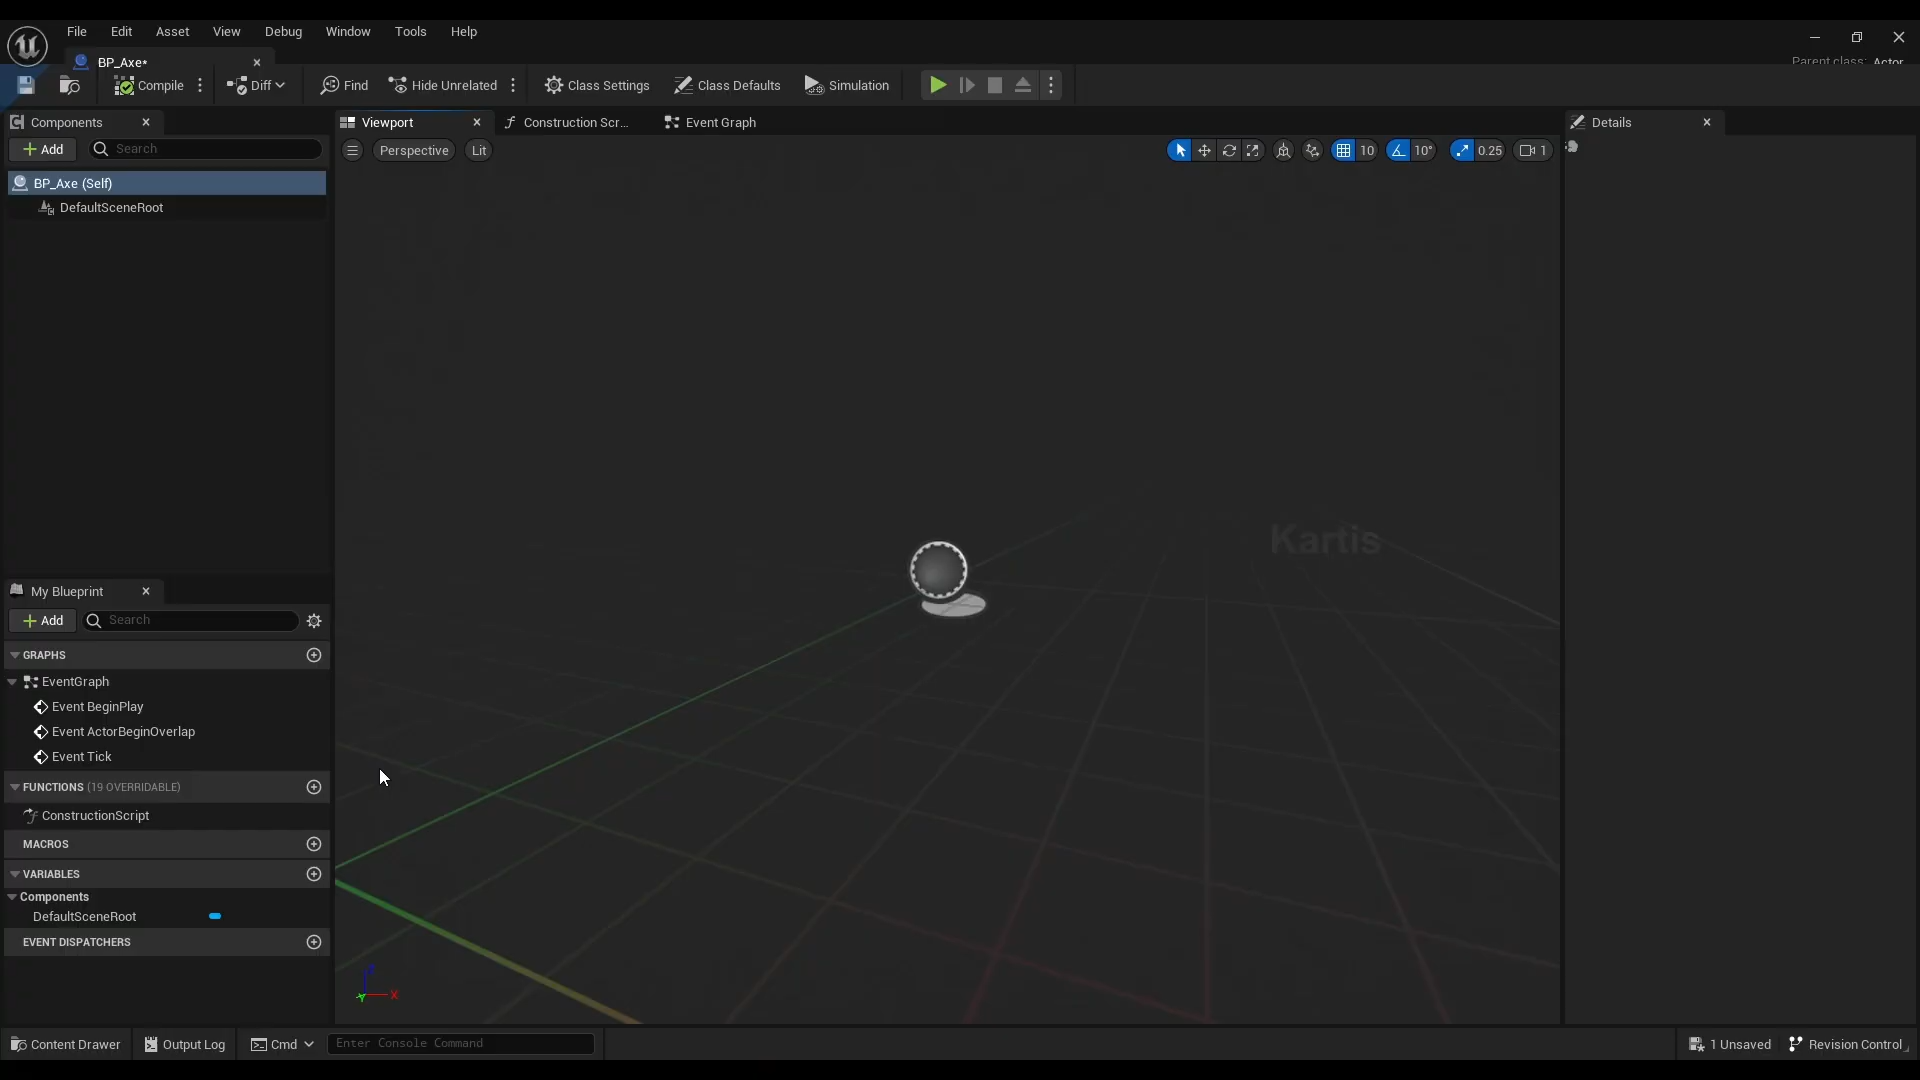 File Edit Asset View Debug Window Tools Help
BP_Axe*
Parent class: Actor
Compile Diff Find Hide Unrelated Class Settings Class Defaults Simulation
Components
Viewport
Construction Scr...
Event Graph
Details
Add
Search
Perspective
Lit
10
10°
0.25
1
BP_Axe (Self)
DefaultSceneRoot
Kartis
My Blueprint
Add
Search
GRAPHS
EventGraph
Event BeginPlay
Event ActorBeginOverlap
Event Tick
FUNCTIONS (19 OVERRIDABLE)
ConstructionScript
MACROS
VARIABLES
Components
DefaultSceneRoot
EVENT DISPATCHERS
Z
Y
X
Content Drawer
Output Log
Cmd
Enter Console Command
1 Unsaved
Revision Control